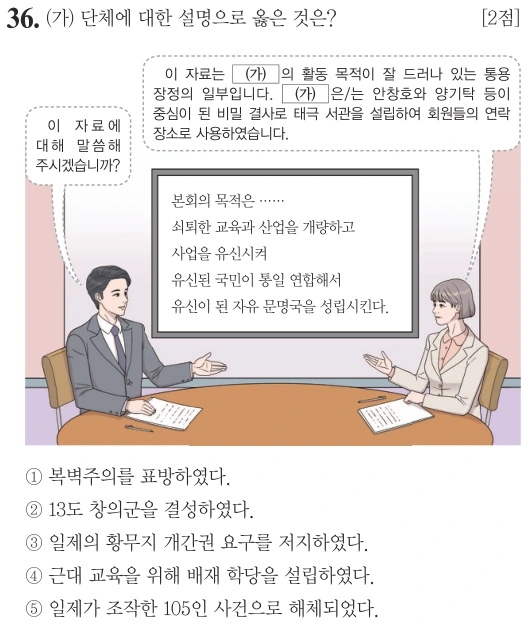 36. (가) 단체에 대한 설명으로 옳은 것은? [2점]
이 자료는 (가) 의 활동 목적이 잘 드러나 있는 통용
장정의 일부입니다. (가) 은/는 안창호와 양기탁 등이
중심이 된 비밀 결사로 태극 서관을 설립하여 회원들의 연락
장소로 사용하였습니다.
이 자료에
대해 말씀해
주시겠습니까?
본회의 목적은 ……
쇠퇴한 교육과 산업을 개량하고
사업을 유신시켜
유신된 국민이 통일 연합해서
유신이 된 자유 문명국을 성립시킨다.
① 복벽주의를 표방하였다.
② 13도 창의군을 결성하였다.
③ 일제의 황무지 개간권 요구를 저지하였다.
④ 근대 교육을 위해 배재 학당을 설립하였다.
⑤ 일제가 조작한 105인 사건으로 해체되었다.